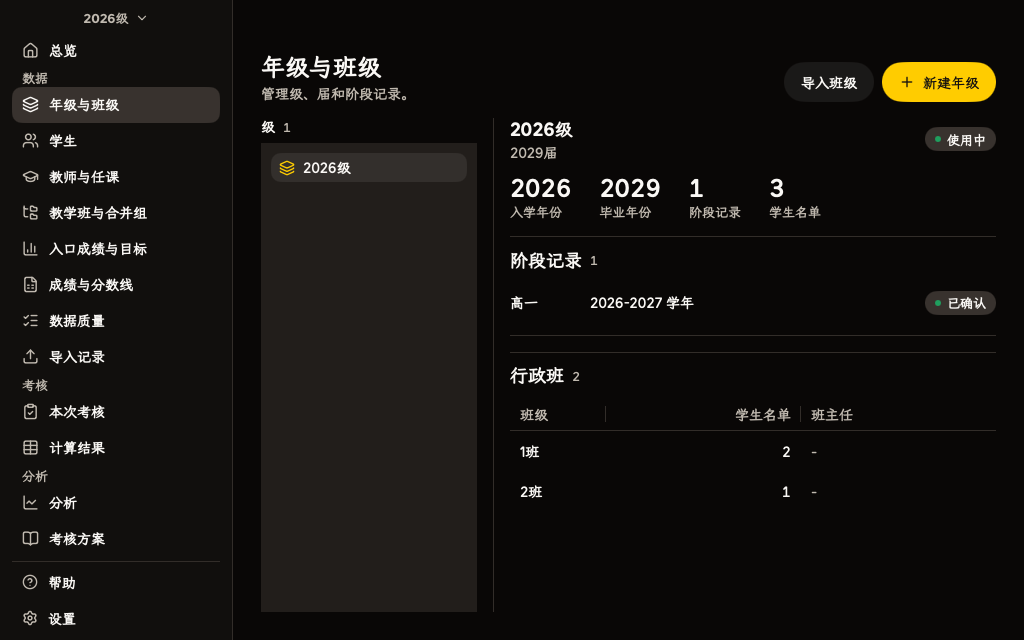 2026级
总览
数据
年级与班级
学生
教师与任课
教学班与合并组
入口成绩与目标
成绩与分数线
数据质量
导入记录
考核
本次考核
计算结果
分析
分析
考核方案
帮助
设置
年级与班级
管理级、届和阶段记录。
导入班级
新建年级
级 1
2026级
2026级
2029届
使用中
2026 2029 1 3
入学年份 毕业年份 阶段记录 学生名单
阶段记录 1
高一 2026-2027 学年 已确认
行政班 2
班级 学生名单 班主任
1班 2 -
2班 1 -